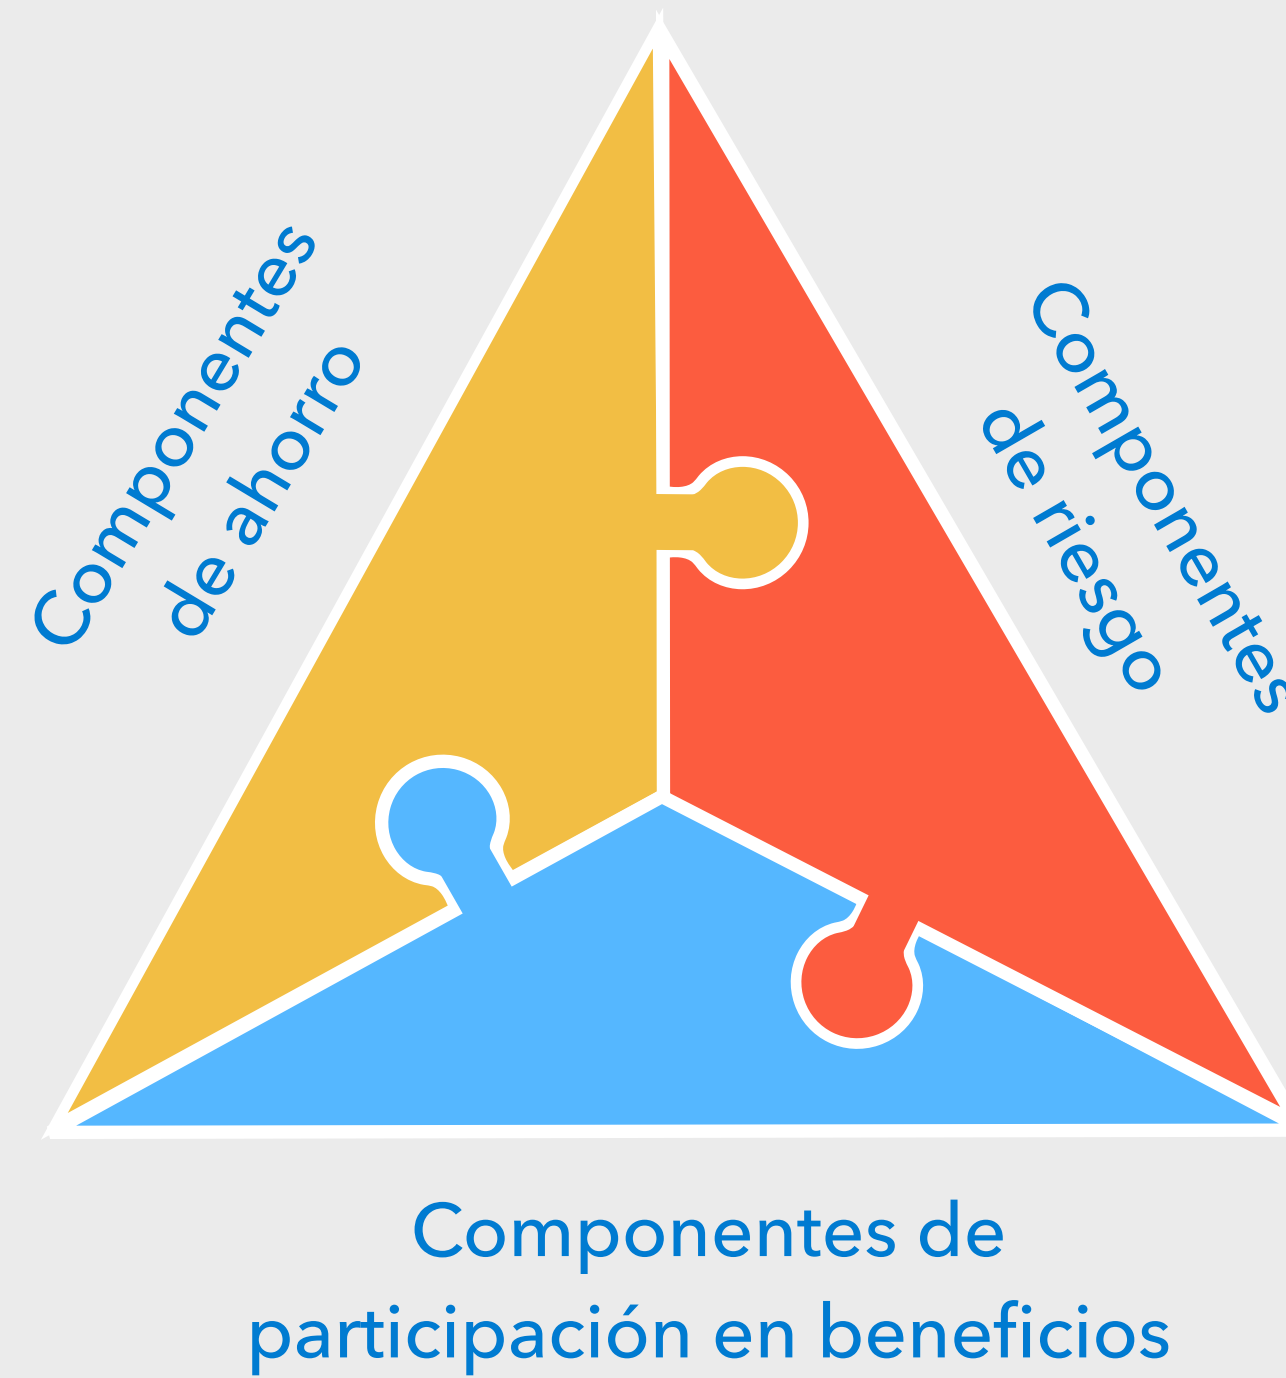 Componentes
de ahorro
Componentes
de riesgo
Componentes de
participación en beneficios